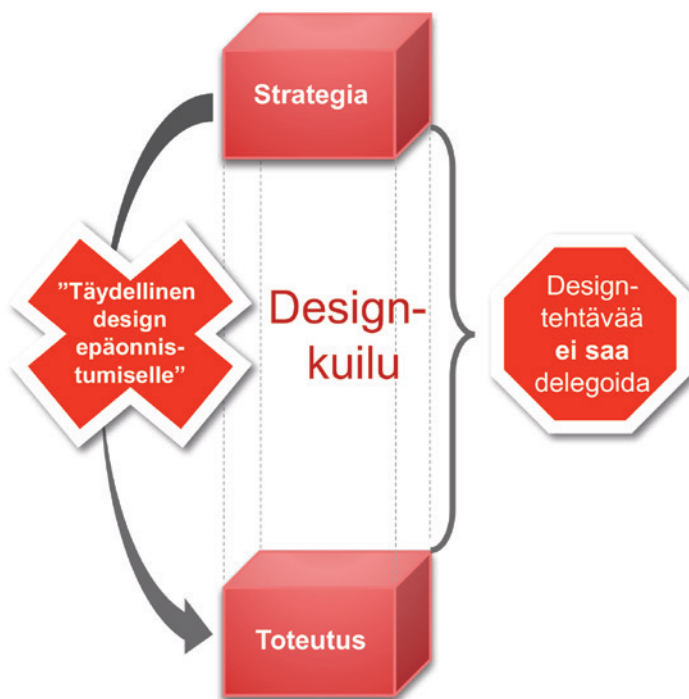 Strategia
”Täydellinen
design
epäonnis-
tumiselle”
Design-
kuilu
Design-
tehtävää
ei saa
delegoida
Toteutus